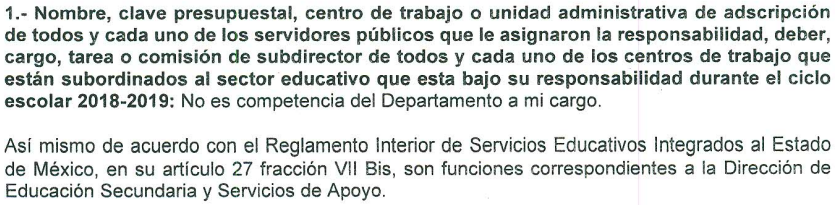 1.- Nombre, clave presupuestal, centro de trabajo o unidad administrativa de adscripción
de todos y cada uno de los servidores públicos que le asignaron la responsabilidad, deber,
cargo, tarea o comisión de subdirector de todos y cada uno de los centros de trabajo que
están subordinados al sector educativo que esta bajo su responsabilidad durante el ciclo
escolar 2018-2019: No es competencia del Departamento a mi cargo.
Así mismo de acuerdo con el Reglamento Interior de Servicios Educativos Integrados al Estado
de México, en su artículo 27 fracción VII Bis, son funciones correspondientes a la Dirección de
Educación Secundaria y Servicios de Apoyo.